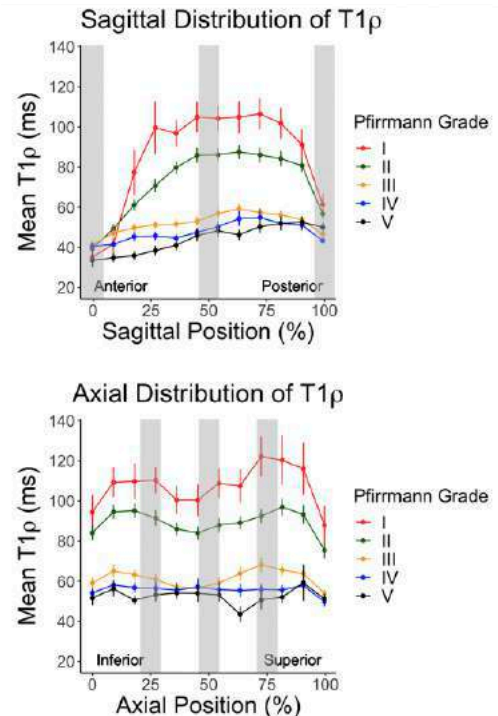 Sagittal Distribution of T1ρ
140
120
100
80
60
40
20
Mean T1ρ (ms)
Anterior
Posterior
0
25
50
75
100
Sagittal Position (%)
Pfirrmann Grade
I
II
III
IV
V
Axial Distribution of T1ρ
140
120
100
80
60
40
20
Mean T1ρ (ms)
Inferior
Superior
0
25
50
75
100
Axial Position (%)
Pfirrmann Grade
I
II
III
IV
V